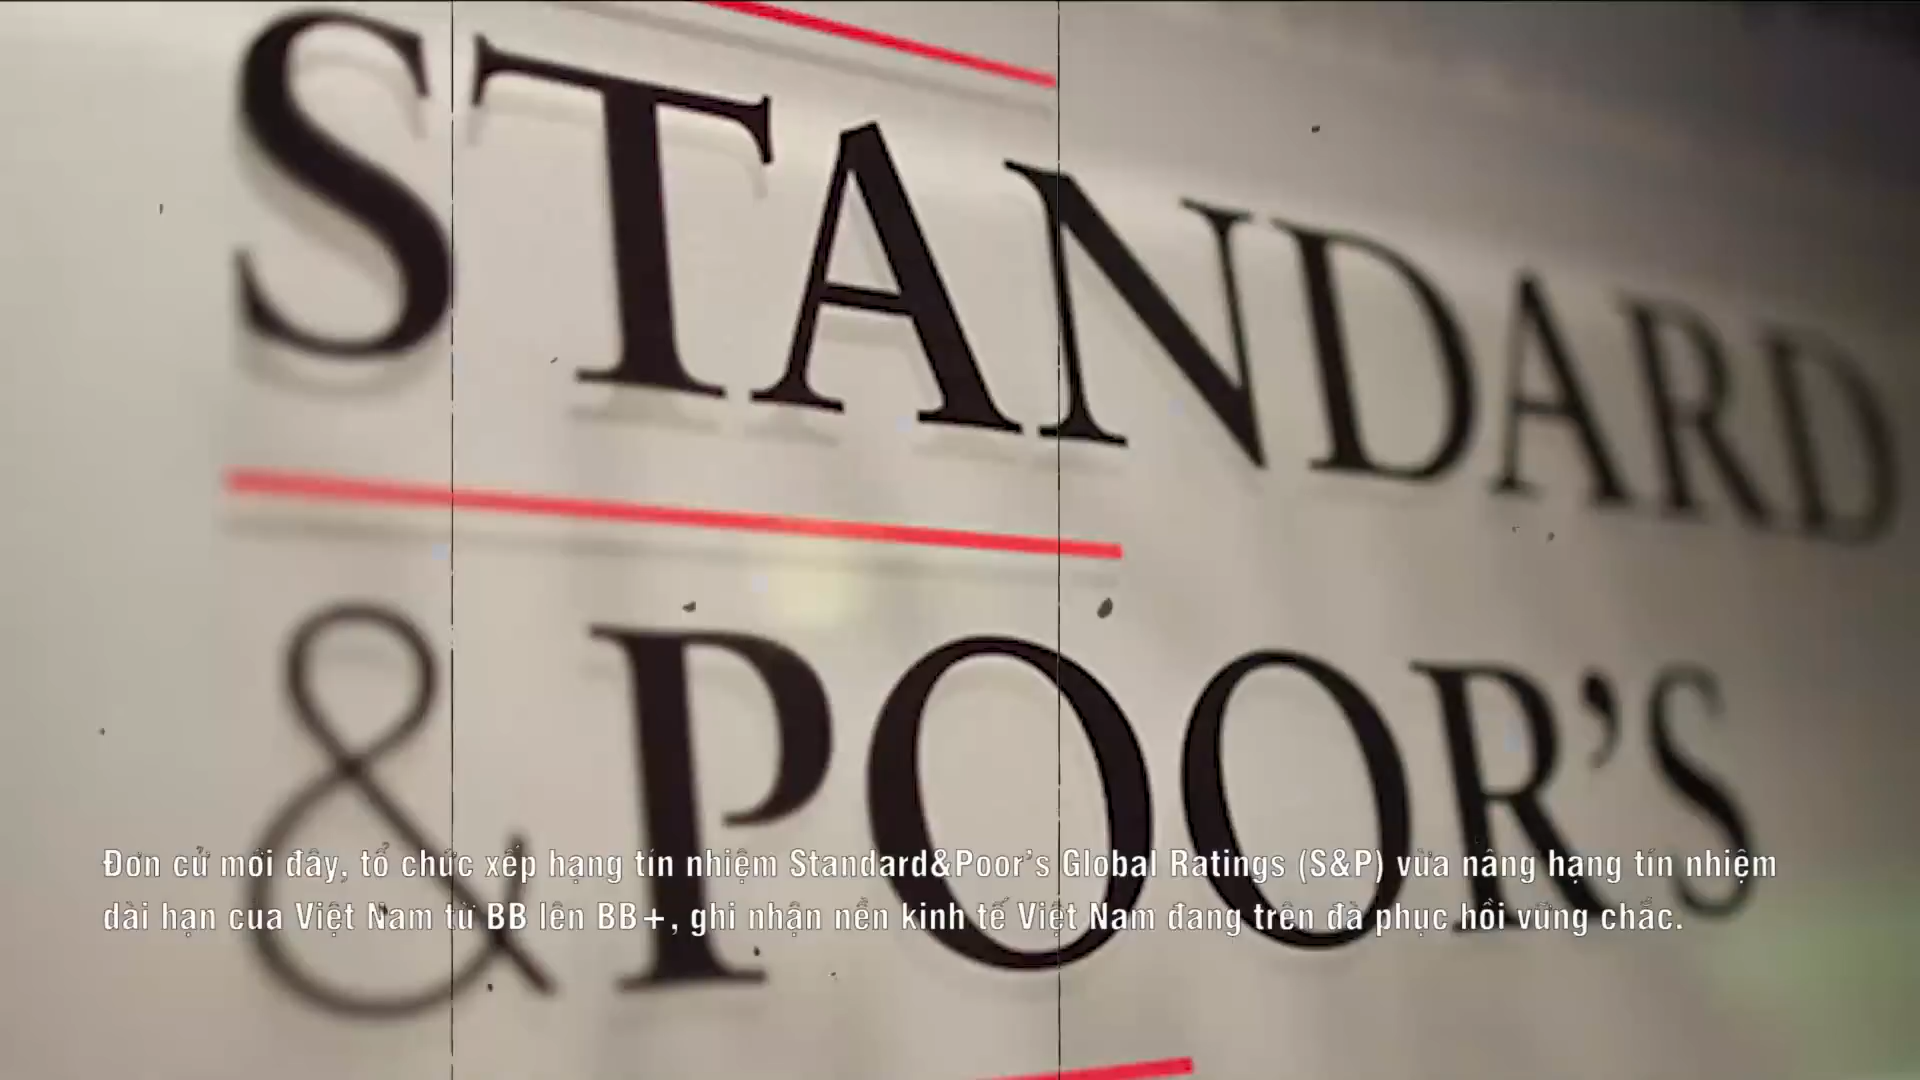 STANDARD
& POOR'S
Đơn cử mới đây, tổ chức xếp hạng tín nhiệm Standard&Poor's Global Ratings (S&P) vừa nâng hạng tín nhiệm
dài hạn của Việt Nam từ BB lên BB+, ghi nhận nền kinh tế Việt Nam đang trên đà phục hồi vững chắc.